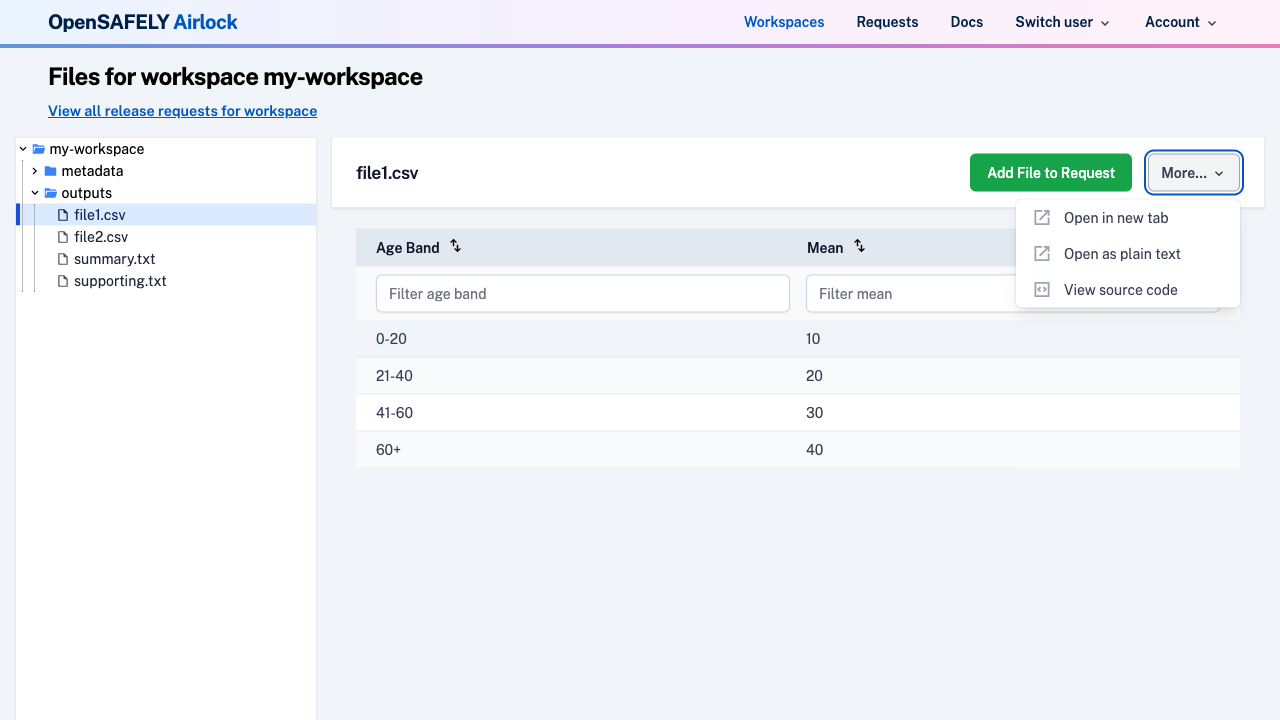 OpenSAFELY Airlock
Workspaces Requests Docs Switch user Account
Files for workspace my-workspace
View all release requests for workspace
my-workspace
metadata
outputs
file1.csv
file2.csv
summary.txt
supporting.txt
file1.csv
Add File to Request
More...
Open in new tab
Open as plain text
View source code
Age Band Mean
Filter age band Filter mean
0-20 10
21-40 20
41-60 30
60+ 40